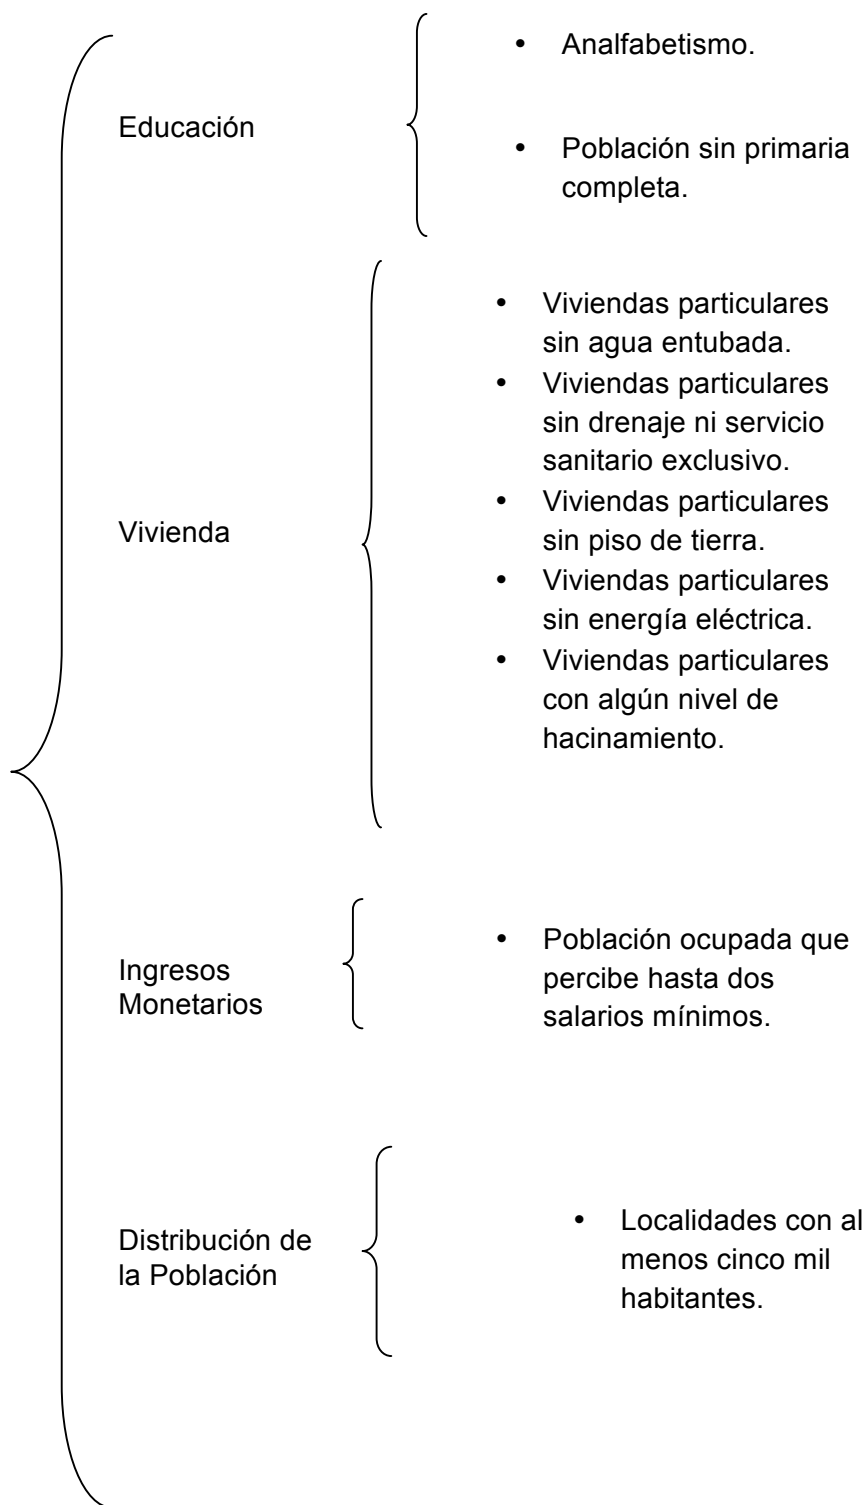 Educación
• Analfabetismo.
• Población sin primaria
completa.
Vivienda
• Viviendas particulares
sin agua entubada.
• Viviendas particulares
sin drenaje ni servicio
sanitario exclusivo.
• Viviendas particulares
sin piso de tierra.
• Viviendas particulares
sin energía eléctrica.
• Viviendas particulares
con algún nivel de
hacinamiento.
Ingresos
Monetarios
• Población ocupada que
percibe hasta dos
salarios mínimos.
Distribución de
la Población
• Localidades con al
menos cinco mil
habitantes.